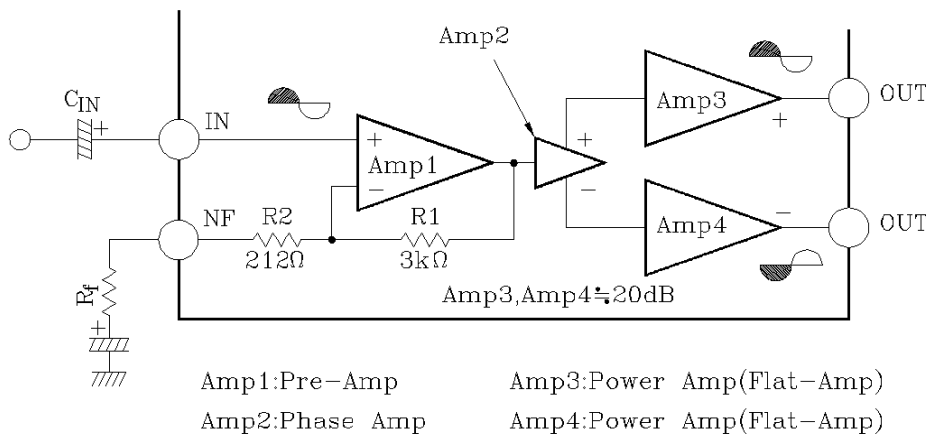 Amp2
C_IN
+
IN
+
Amp1
−
+
−
Amp3
+
OUT
NF
R2
212Ω
R1
3kΩ
Amp4
−
OUT
R_f
+
Amp3,Amp4≒20dB
Amp1:Pre-Amp
Amp3:Power Amp(Flat-Amp)
Amp2:Phase Amp
Amp4:Power Amp(Flat-Amp)